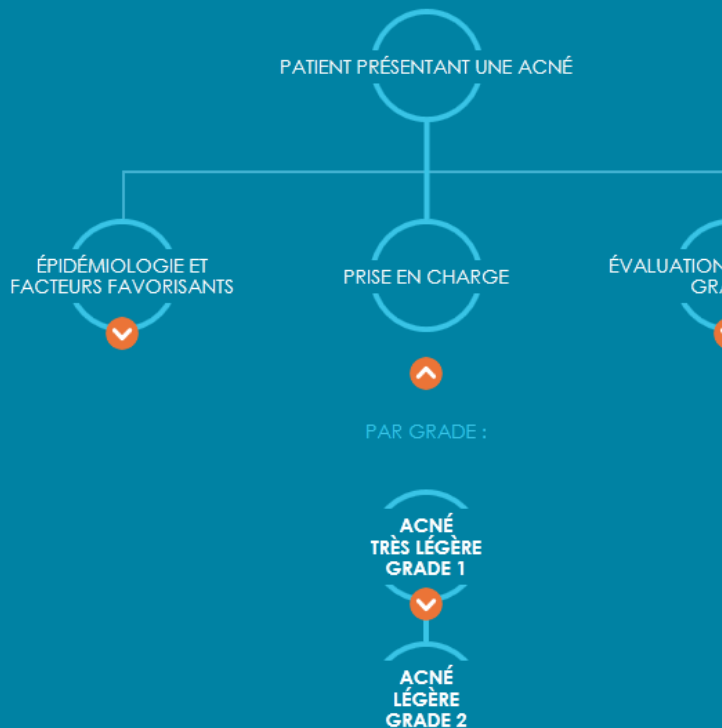 PATIENT PRÉSENTANT UNE ACNÉ
ÉPIDÉMIOLOGIE ET
FACTEURS FAVORISANTS
PRISE EN CHARGE
ÉVALUATION
PAR GRADE :
ACNÉ
TRÈS LÉGÈRE
GRADE 1
ACNÉ
LÉGÈRE
GRADE 2